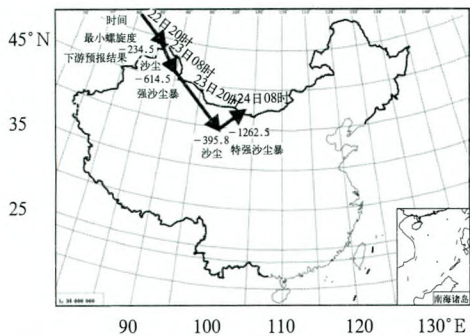 45°N
35
25
90
100
110
120
130°E
时间
最小螺旋度
下游预报结果
22日20时
-234.5
沙尘
23日08时
-614.5
强沙尘暴
23日20时
-395.8
沙尘
24日08时
-1262.5
特强沙尘暴
南海诸岛